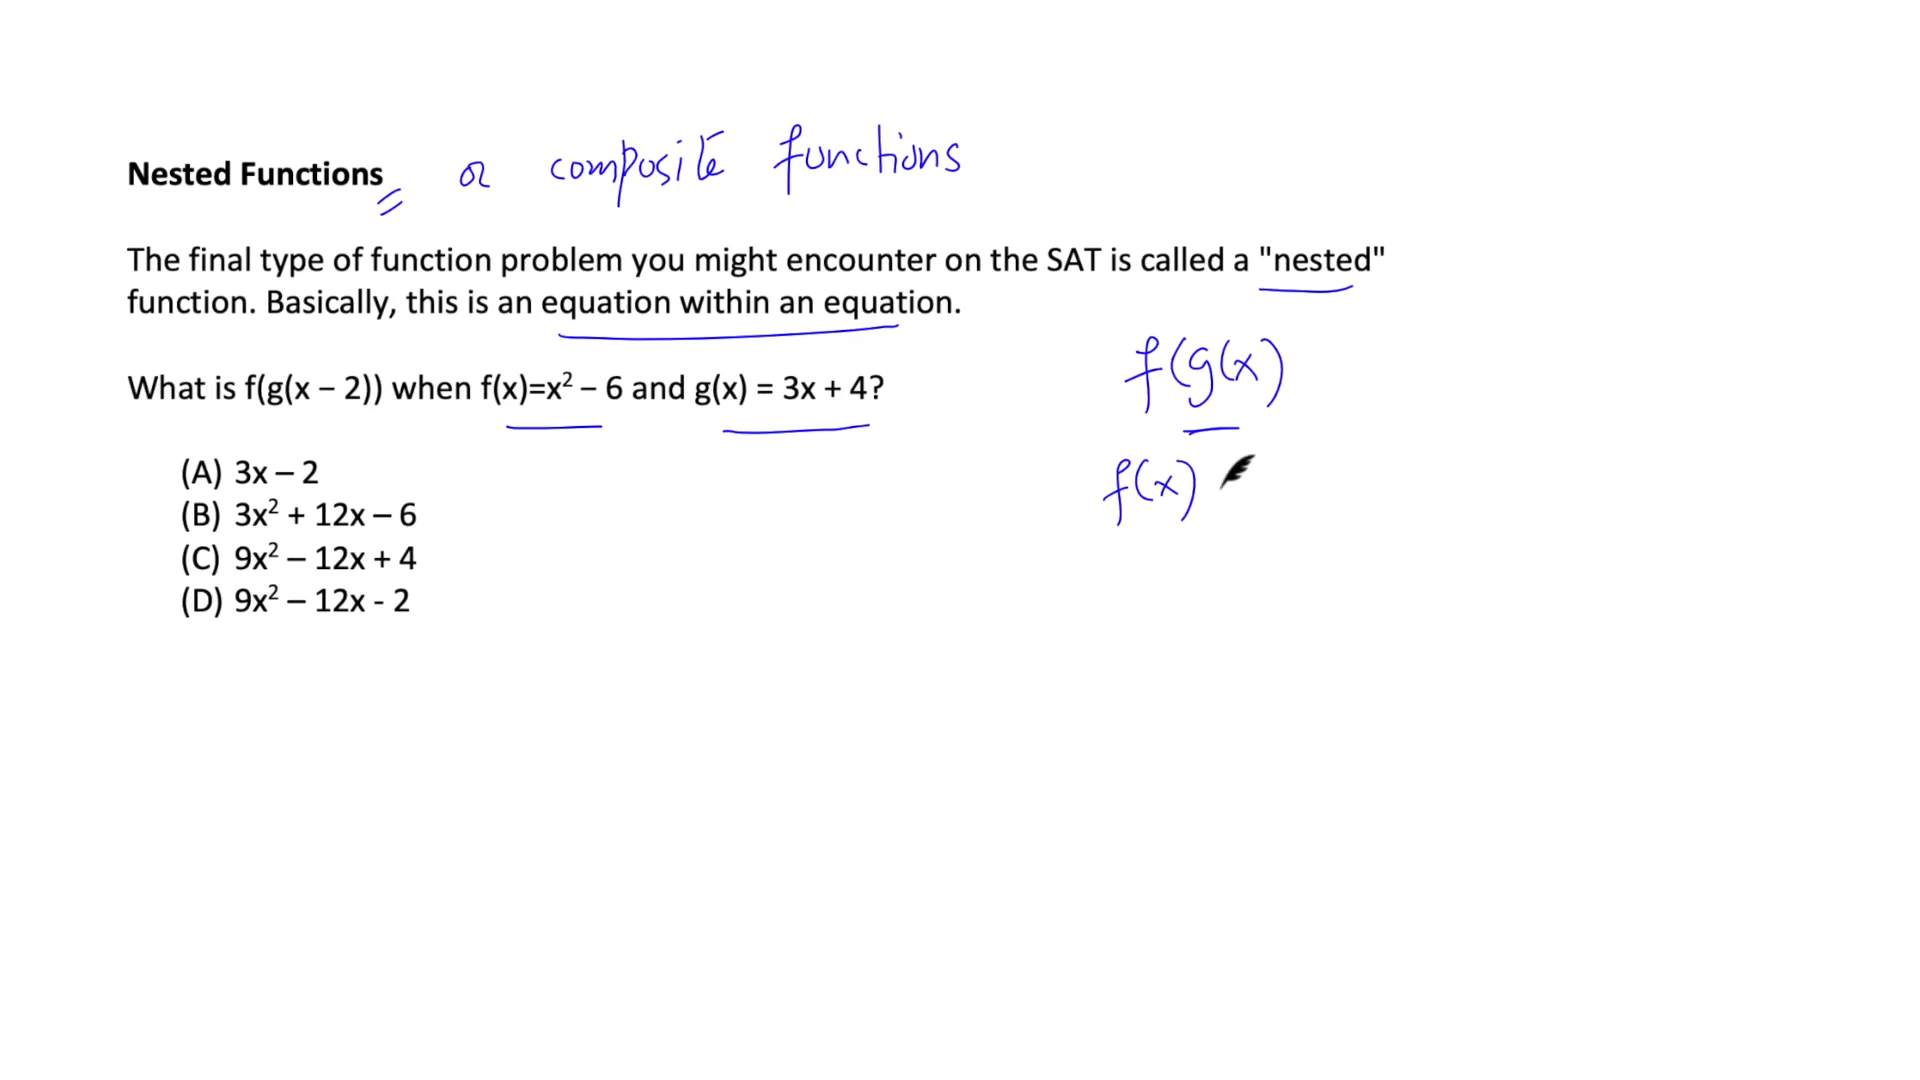 Nested Functions or composite functions
The final type of function problem you might encounter on the SAT is called a "nested"
function. Basically, this is an equation within an equation.
f(g(x)
What is f(g(x − 2)) when f(x)=x² − 6 and g(x) = 3x + 4?
(A) 3x – 2
f(x)
(B) 3x² + 12x – 6
(C) 9x² – 12x + 4
(D) 9x² – 12x - 2